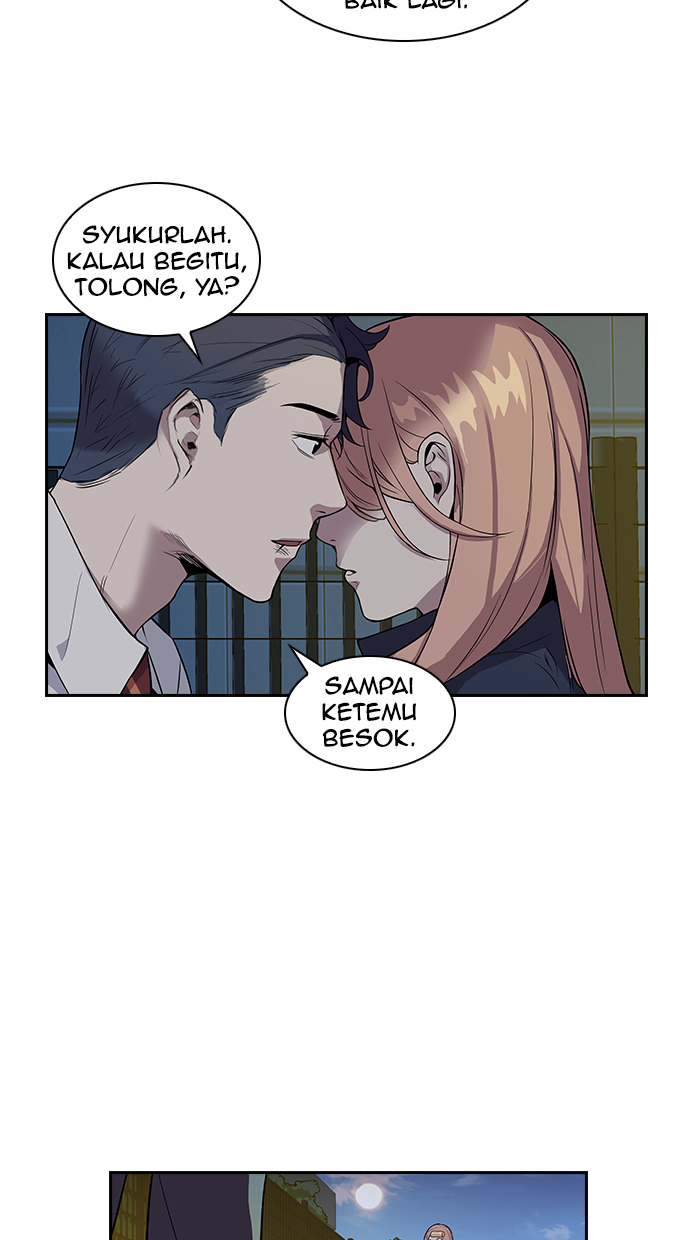 BAIK LAGI.
SYUKURLAH.
KALAU BEGITU,
TOLONG, YA?
SAMPAI
KETEMU
BESOK.